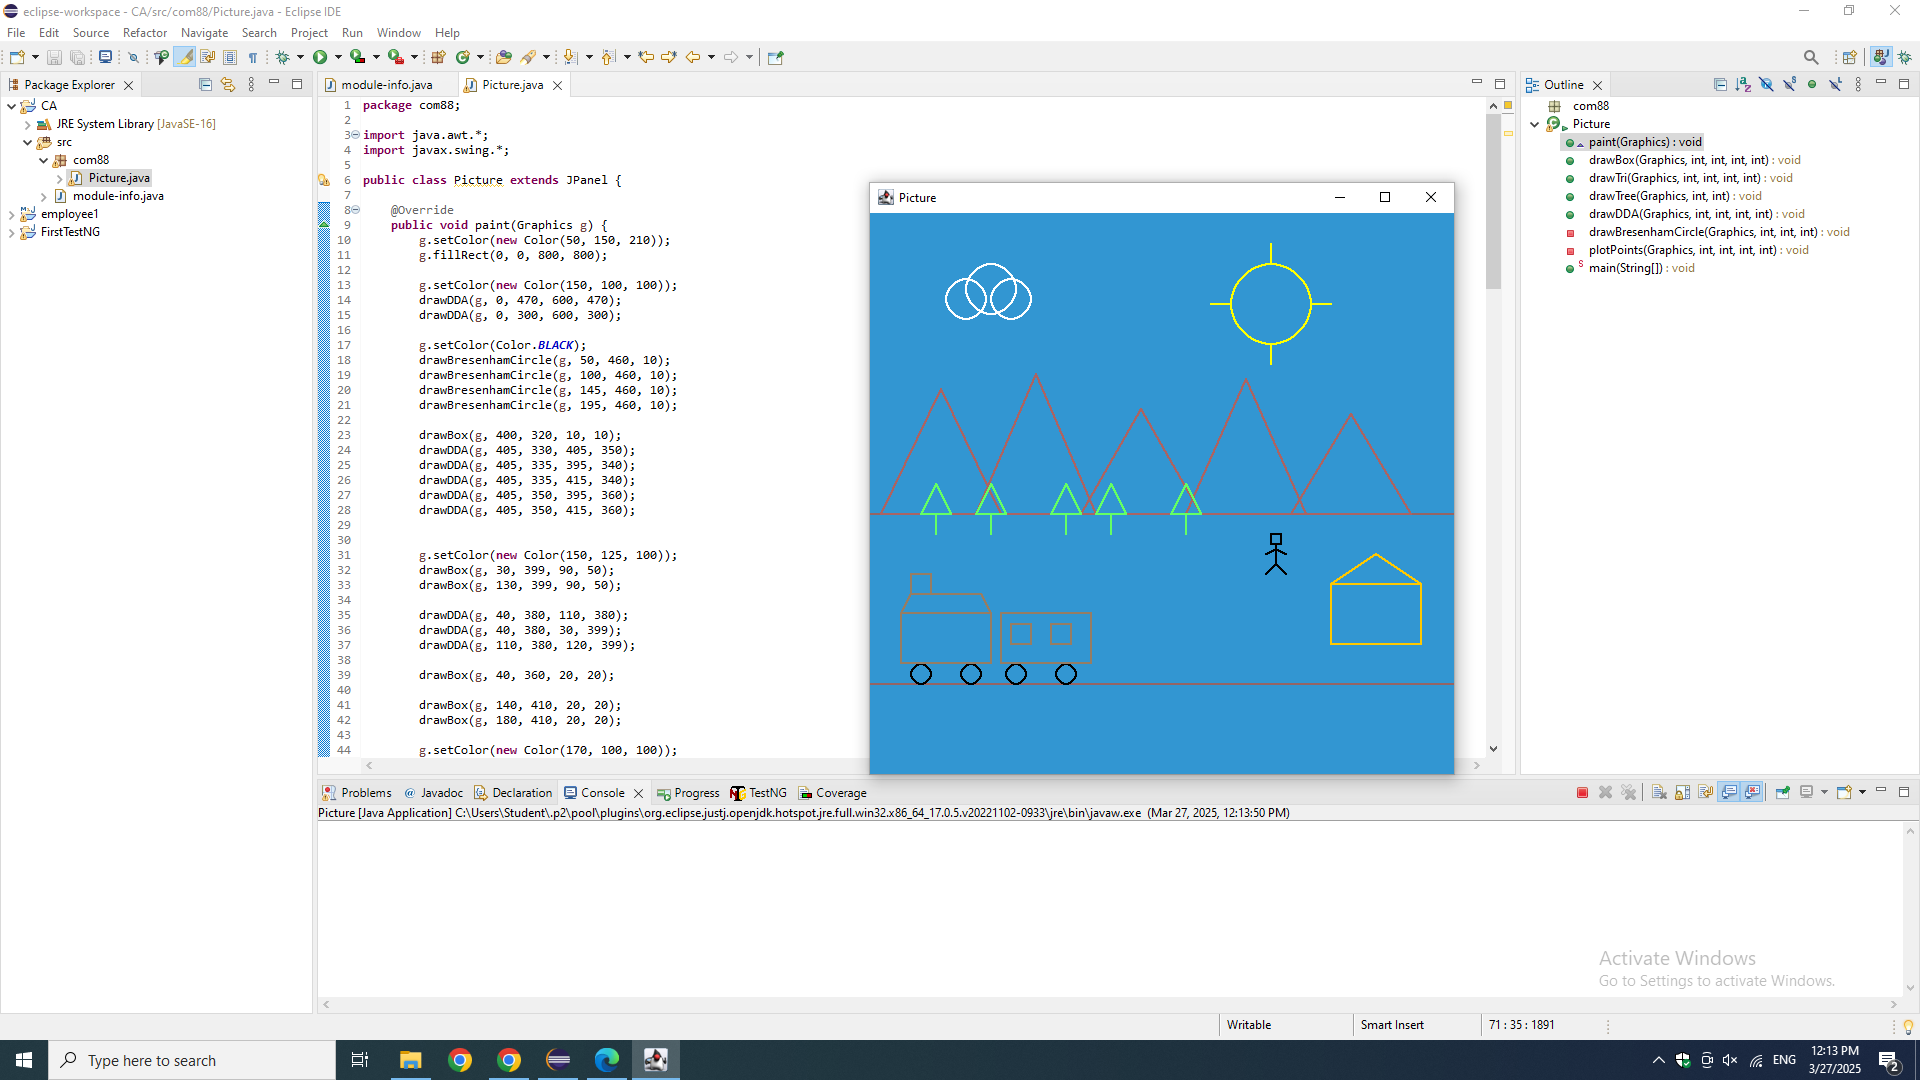 eclipse-workspace - CA/src/com88/Picture.java - Eclipse IDE
File Edit Source Refactor Navigate Search Project Run Window Help
Package Explorer
CA
JRE System Library [JavaSE-16]
src
com88
Picture.java
module-info.java
employee1
FirstTestNG
module-info.java Picture.java
1 package com88;
2
3 import java.awt.*;
4 import javax.swing.*;
5
6 public class Picture extends JPanel {
7
8 @Override
9 public void paint(Graphics g) {
10 g.setColor(new Color(50, 150, 210));
11 g.fillRect(0, 0, 800, 800);
12
13 g.setColor(new Color(150, 100, 100));
14 drawDDA(g, 0, 470, 600, 470);
15 drawDDA(g, 0, 300, 600, 300);
16
17 g.setColor(Color.BLACK);
18 drawBresenhamCircle(g, 50, 460, 10);
19 drawBresenhamCircle(g, 100, 460, 10);
20 drawBresenhamCircle(g, 145, 460, 10);
21 drawBresenhamCircle(g, 195, 460, 10);
22
23 drawBox(g, 400, 320, 10, 10);
24 drawDDA(g, 405, 330, 405, 350);
25 drawDDA(g, 405, 335, 395, 340);
26 drawDDA(g, 405, 335, 415, 340);
27 drawDDA(g, 405, 350, 395, 360);
28 drawDDA(g, 405, 350, 415, 360);
29
30
31 g.setColor(new Color(150, 125, 100));
32 drawBox(g, 30, 399, 90, 50);
33 drawBox(g, 130, 399, 90, 50);
34
35 drawDDA(g, 40, 380, 110, 380);
36 drawDDA(g, 40, 380, 30, 399);
37 drawDDA(g, 110, 380, 120, 399);
38
39 drawBox(g, 40, 360, 20, 20);
40
41 drawBox(g, 140, 410, 20, 20);
42 drawBox(g, 180, 410, 20, 20);
43
44 g.setColor(new Color(170, 100, 100));
Picture
Outline
com88
Picture
paint(Graphics) : void
drawBox(Graphics, int, int, int, int) : void
drawTri(Graphics, int, int, int, int) : void
drawTree(Graphics, int, int) : void
drawDDA(Graphics, int, int, int, int) : void
drawBresenhamCircle(Graphics, int, int, int) : void
plotPoints(Graphics, int, int, int, int) : void
main(String[]) : void
Problems Javadoc Declaration Console Progress TestNG Coverage
Picture [Java Application] C:\Users\Student\.p2\pool\plugins\org.eclipse.justj.openjdk.hotspot.jre.full.win32.x86_64_17.0.5.v20221102-0933\jre\bin\javaw.exe (Mar 27, 2025, 12:13:50 PM)
Activate Windows
Go to Settings to activate Windows.
Writable Smart Insert 71 : 35 : 1891
Type here to search
ENG
12:13 PM
3/27/2025
2